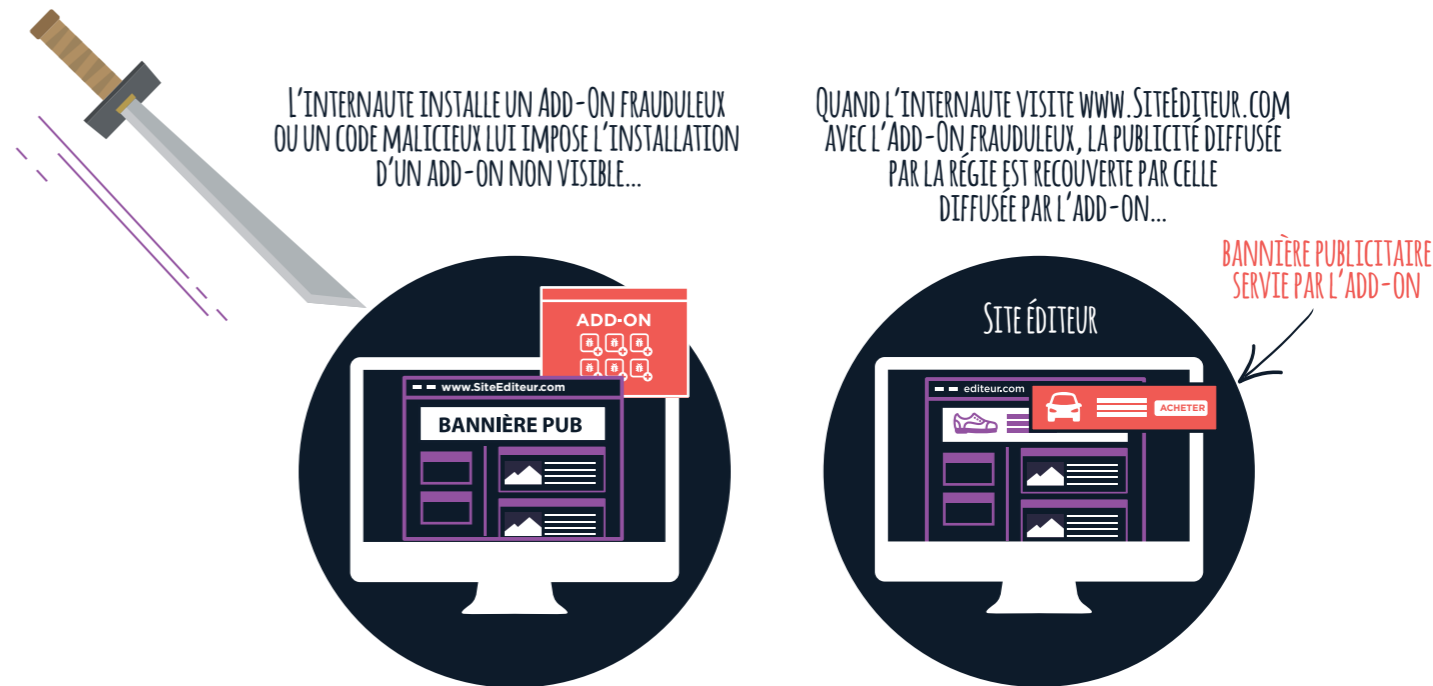 L'internaute installe un Add-On frauduleux
ou un code malicieux lui impose l'installation
d'un add-on non visible...
Quand l'internaute visite www.SiteEditeur.com
avec l'Add-On frauduleux, la publicité diffusée
par la régie est recouverte par celle
diffusée par l'add-on...
bannière publicitaire
servie par l'add-on
ADD-ON
www.SiteEditeur.com
BANNIÈRE PUB
Site éditeur
editeur.com
ACHETER